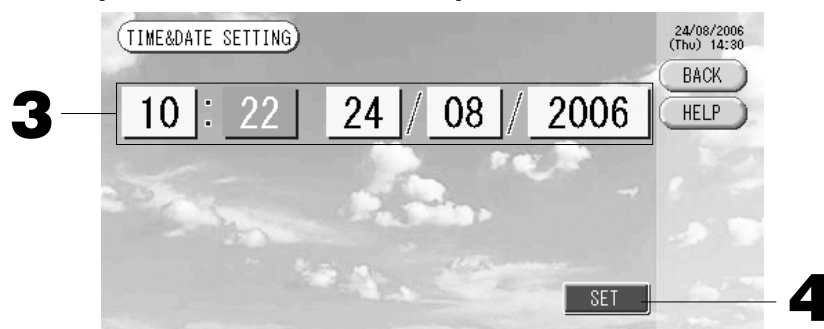 TIME&DATE SETTING
24/08/2006
(Thu) 14:30
BACK
HELP
3
10 : 22 24 / 08 / 2006
SET
4